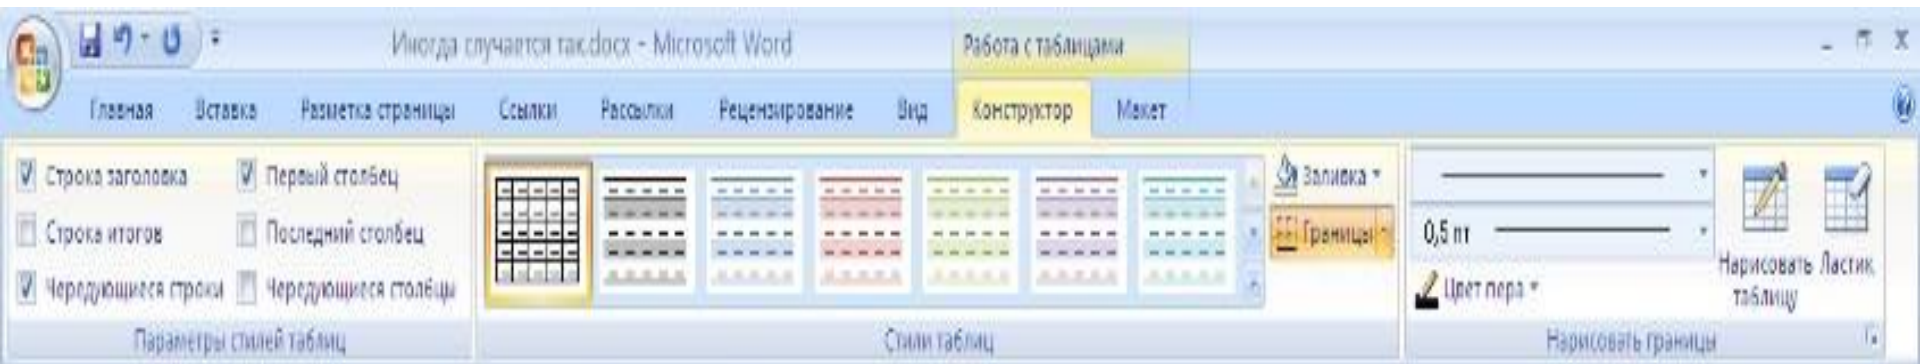 Иногда случается так.docx - Microsoft Word
Работа с таблицами
Главная Вставка Разметка страницы Ссылки Рассылки Рецензирование Вид Конструктор Макет
Строка заголовка Первый столбец
Строка итогов Последний столбец
Чередующиеся строки Чередующиеся столбцы
Параметры стилей таблиц
Заливка
Границы
Стили таблиц
0,5 пт
Цвет пера
Нарисовать таблицу
Ластик
Нарисовать границы